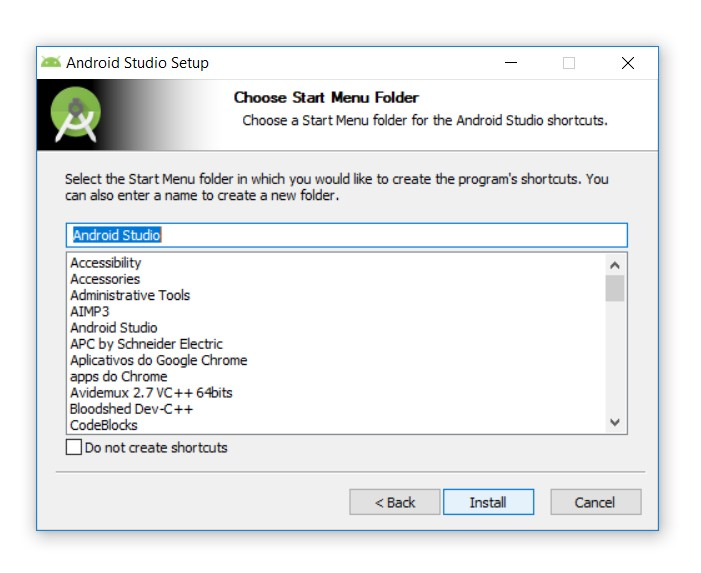 Android Studio Setup
Choose Start Menu Folder
Choose a Start Menu folder for the Android Studio shortcuts.
Select the Start Menu folder in which you would like to create the program's shortcuts. You
can also enter a name to create a new folder.
Android Studio
Accessibility
Accessories
Administrative Tools
AIMP3
Android Studio
APC by Schneider Electric
Aplicativos do Google Chrome
apps do Chrome
Avidemux 2.7 VC++ 64bits
Bloodshed Dev-C++
CodeBlocks
Do not create shortcuts
< Back Install Cancel